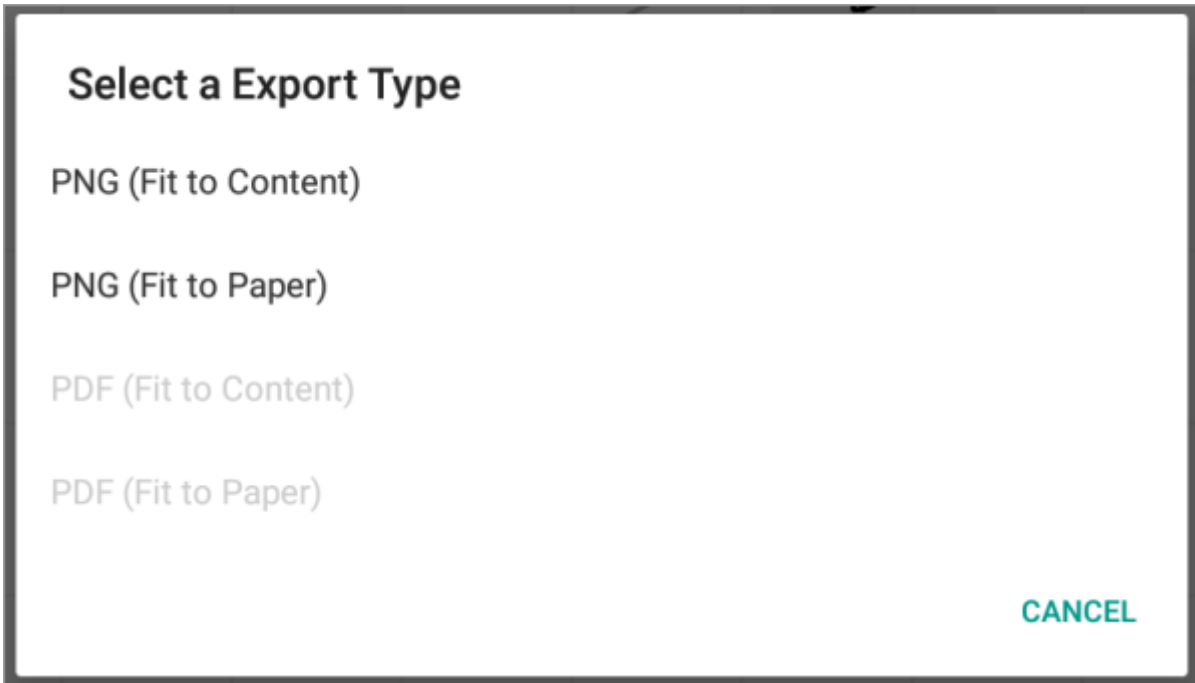 Select a Export Type
PNG (Fit to Content)
PNG (Fit to Paper)
PDF (Fit to Content)
PDF (Fit to Paper)
CANCEL